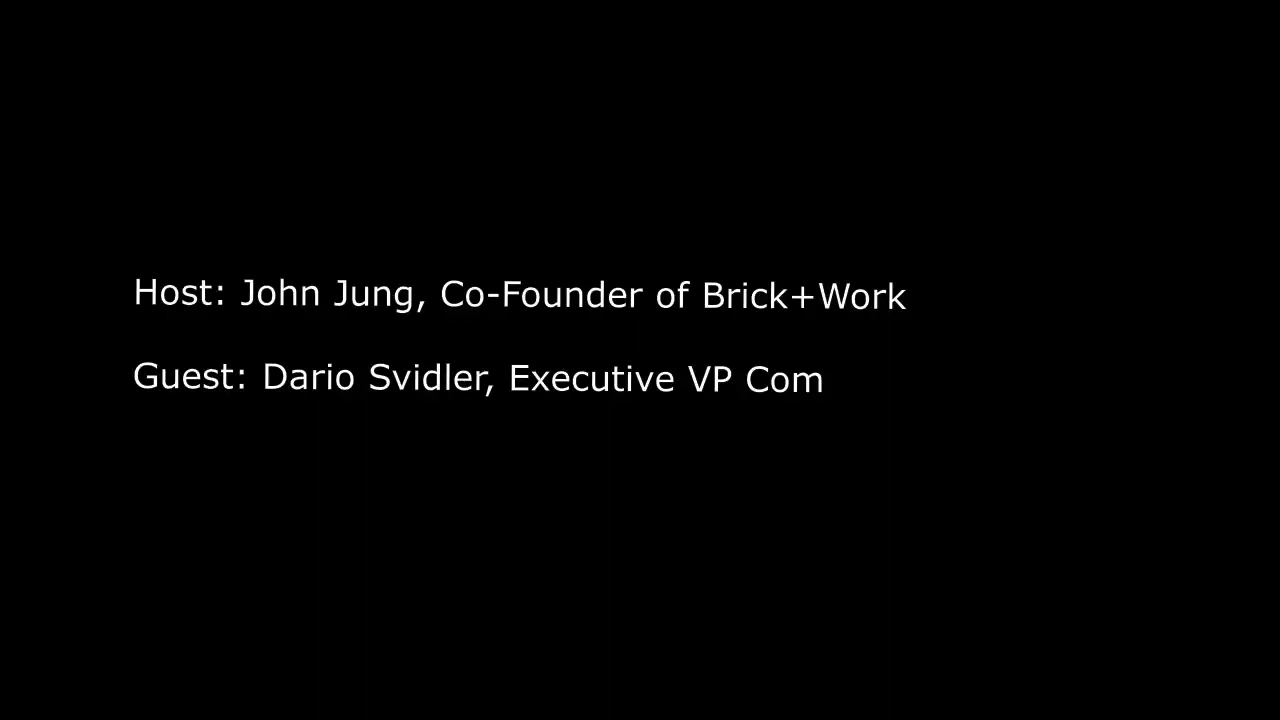 Host: John Jung, Co-Founder of Brick+Work
Guest: Dario Svidler, Executive VP Com